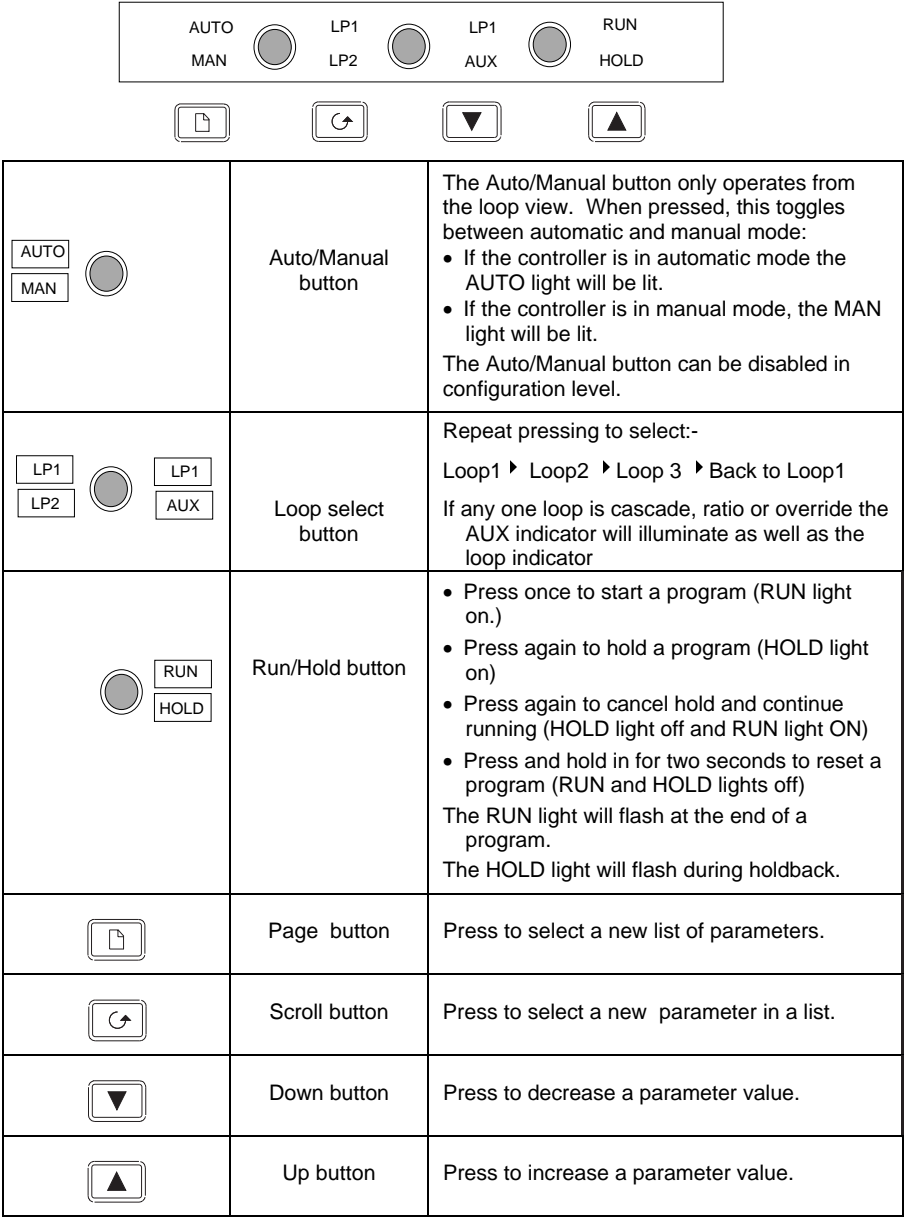 AUTO LP1 LP1 RUN
MAN LP2 AUX HOLD
AUTO
MAN
Auto/Manual
button
The Auto/Manual button only operates from
the loop view. When pressed, this toggles
between automatic and manual mode:
• If the controller is in automatic mode the
AUTO light will be lit.
• If the controller is in manual mode, the MAN
light will be lit.
The Auto/Manual button can be disabled in
configuration level.
LP1 LP1
LP2 AUX
Loop select
button
Repeat pressing to select:-
Loop1 ▶ Loop2 ▶ Loop 3 ▶ Back to Loop1
If any one loop is cascade, ratio or override the
AUX indicator will illuminate as well as the
loop indicator
RUN
HOLD
Run/Hold button
• Press once to start a program (RUN light
on.)
• Press again to hold a program (HOLD light
on)
• Press again to cancel hold and continue
running (HOLD light off and RUN light ON)
• Press and hold in for two seconds to reset a
program (RUN and HOLD lights off)
The RUN light will flash at the end of a
program.
The HOLD light will flash during holdback.
Page button
Press to select a new list of parameters.
Scroll button
Press to select a new parameter in a list.
Down button
Press to decrease a parameter value.
Up button
Press to increase a parameter value.